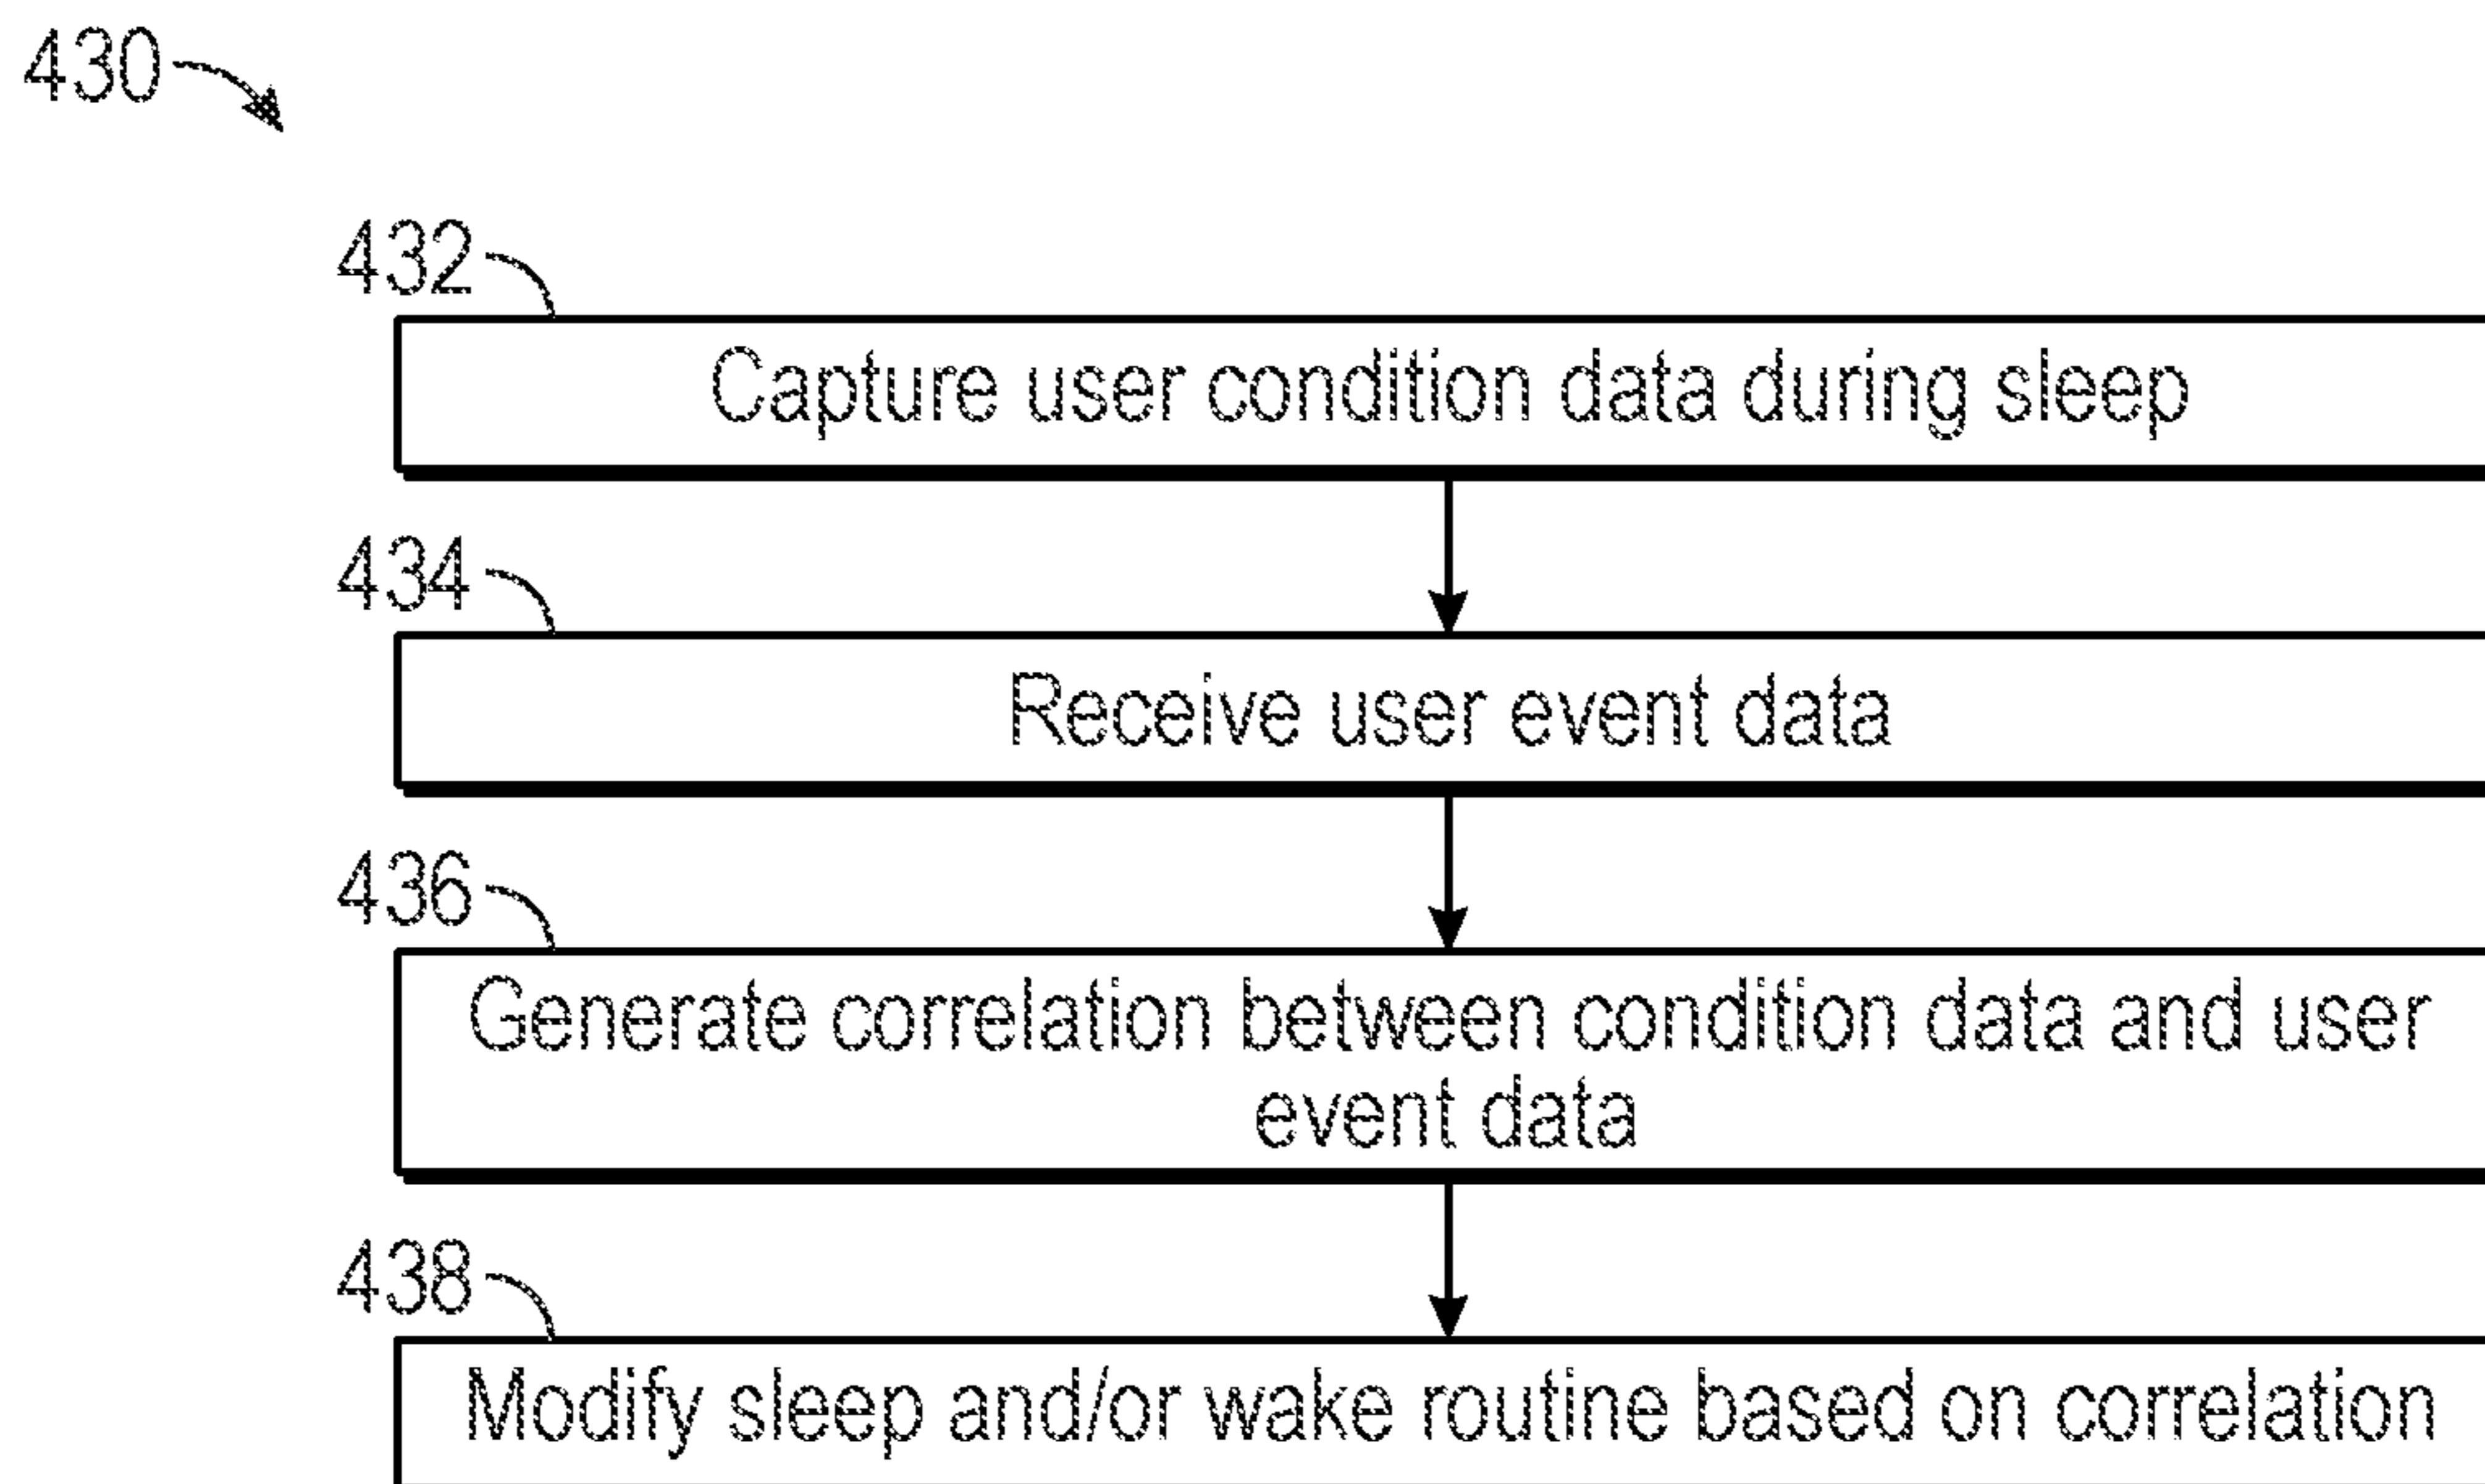 430
432
Capture user condition data during sleep
434
Receive user event data
436
Generate correlation between condition data and user
event data
438
Modify sleep and/or wake routine based on correlation